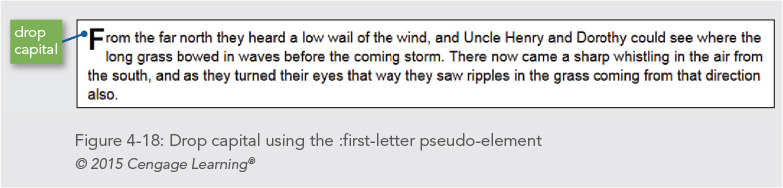 drop
capital
From the far north they heard a low wail of the wind, and Uncle Henry and Dorothy could see where the
long grass bowed in waves before the coming storm. There now came a sharp whistling in the air from
the south, and as they turned their eyes that way they saw ripples in the grass coming from that direction
also.
Figure 4-18: Drop capital using the :first-letter pseudo-element
© 2015 Cengage Learning®